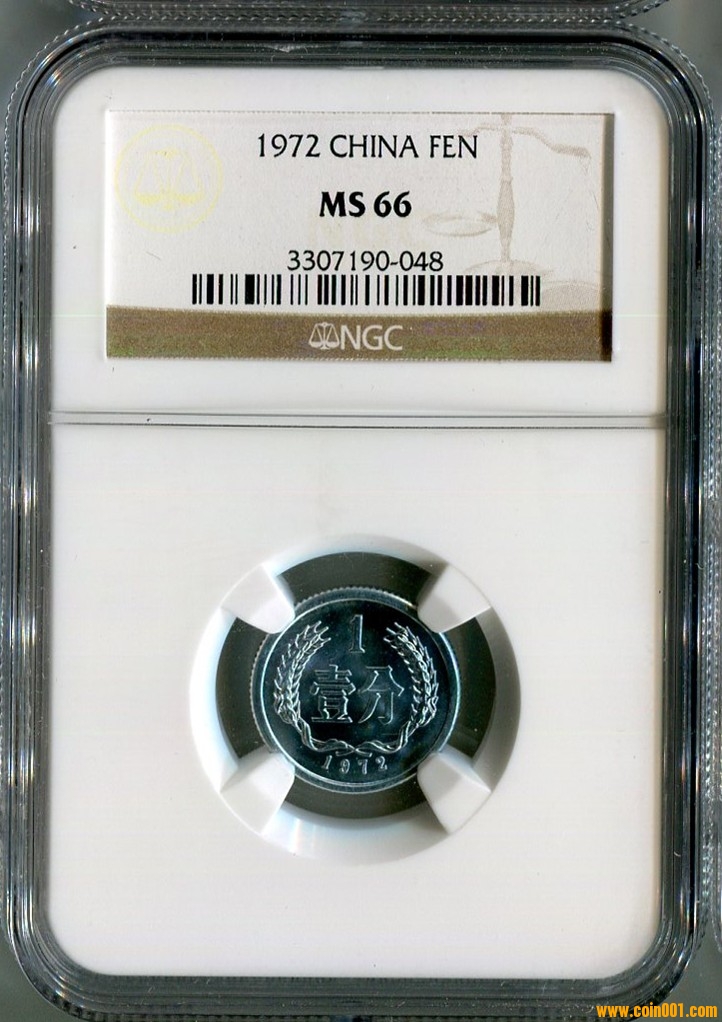 1972 CHINA FEN
MS 66
3307190-048
NGC
1
壹分
1972
www.coin001.com